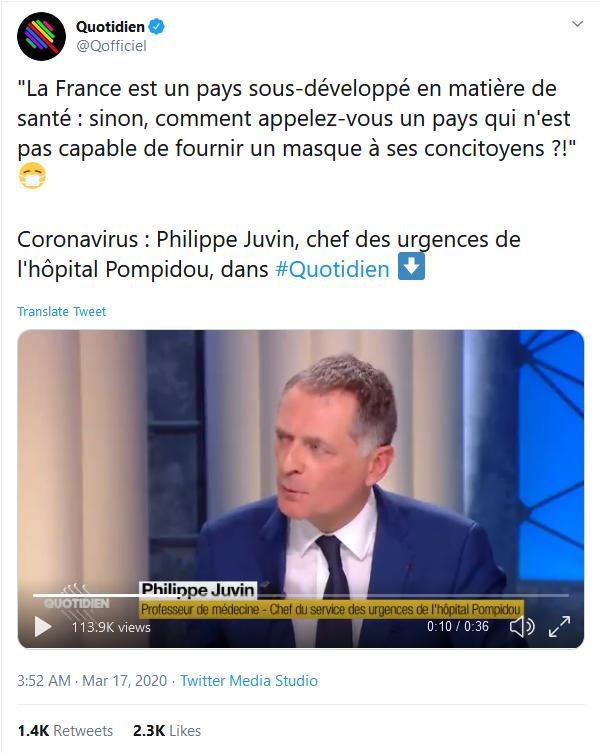 Quotidien
@Qofficiel
"La France est un pays sous-développé en matière de
santé : sinon, comment appelez-vous un pays qui n'est
pas capable de fournir un masque à ses concitoyens ?!"
😷
Coronavirus : Philippe Juvin, chef des urgences de
l'hôpital Pompidou, dans #Quotidien ⬇
Translate Tweet
Philippe Juvin
QUOTIDIEN
Professeur de médecine - Chef du service des urgences de l'hôpital Pompidou
113.9K views
0:10 / 0:36
3:52 AM · Mar 17, 2020 · Twitter Media Studio
1.4K Retweets 2.3K Likes